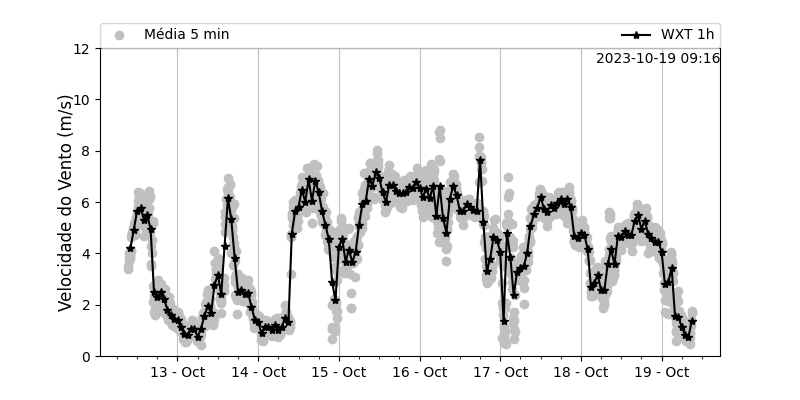 Média 5 min
WXT 1h
2023-10-19 09:16
Velocidade do Vento (m/s)
12
10
8
6
4
2
0
13 - Oct
14 - Oct
15 - Oct
16 - Oct
17 - Oct
18 - Oct
19 - Oct